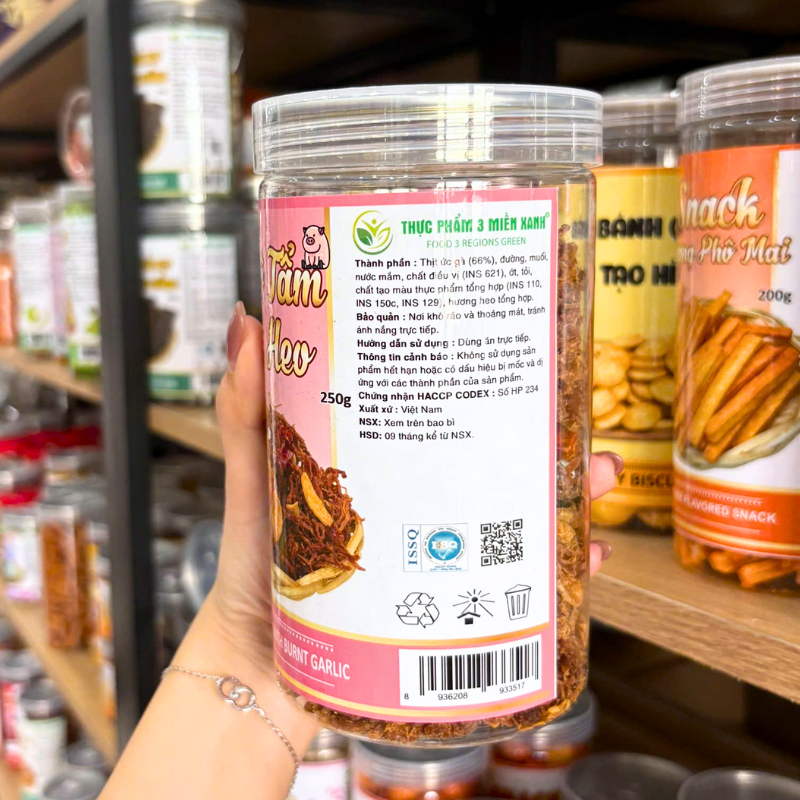 Tẩm
Heo
250g
BURNT GARLIC
THỰC PHẨM 3 MIỀN XANH®
FOOD 3 REGIONS GREEN
Thành phần : Thịt ức gà (66%), đường, muối,
nước mắm, chất điều vị (INS 621), ớt, tỏi,
chất tạo màu thực phẩm tổng hợp (INS 110,
INS 150c, INS 129), hương heo tổng hợp.
Bảo quản : Nơi khô ráo và thoáng mát, tránh
ánh nắng trực tiếp.
Hướng dẫn sử dụng : Dùng ăn trực tiếp.
Thông tin cảnh báo : Không sử dụng sản
phẩm hết hạn hoặc có dấu hiệu bị mốc và dị
ứng với các thành phần của sản phẩm.
Chứng nhận HACCP CODEX : Số HP 234
Xuất xứ : Việt Nam
NSX: Xem trên bao bì
HSD: 09 tháng kể từ NSX.
ISSQ
ISSQ
8 936208 933517
BÁNH
TẠO
BISCU
Snack
Phô Mai
200g
FLAVORED SNACK